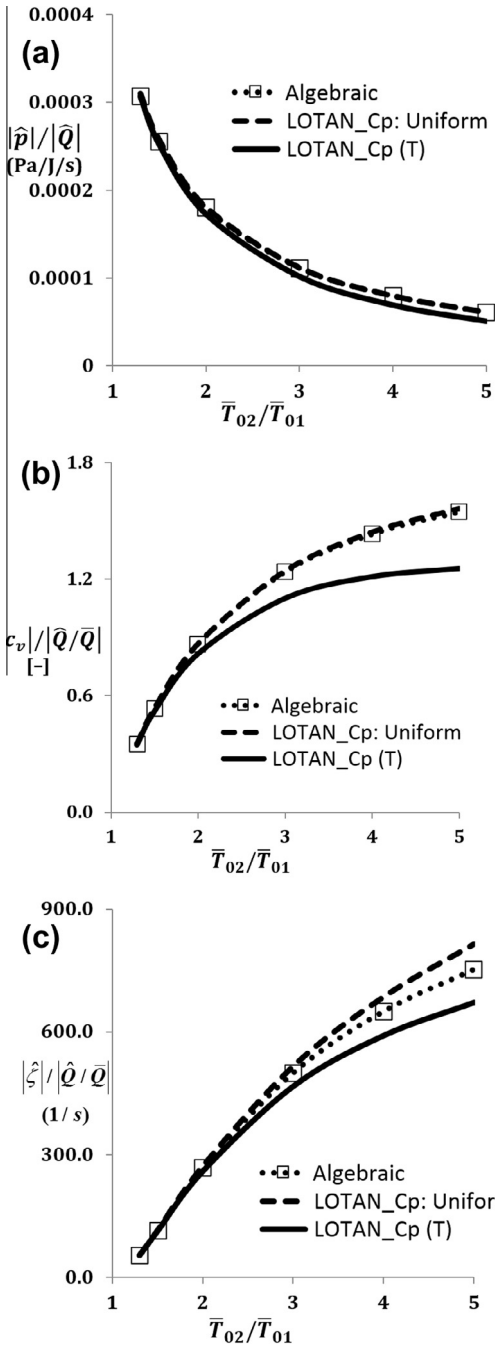 0.0004
(a)
Algebraic
LOTAN_Cp: Uniform
LOTAN_Cp (T)
0.0003
|p̂|/|Q̂|
(Pa/J/s)
0.0002
0.0001
0
1 2 3 4 5
T̅02/T̅01
(b)
1.8
1.2
c_v|/|Q̂/Q̅|
[-]
0.6
Algebraic
LOTAN_Cp: Uniform
LOTAN_Cp (T)
0.0
1 2 3 4 5
T̅02/T̅01
900.0
(c)
600.0
|ζ̂|/|Q̂/Q̅|
(1/s)
300.0
Algebraic
LOTAN_Cp: Unifor
LOTAN_Cp (T)
0.0
1 2 3 4 5
T̅02/T̅01